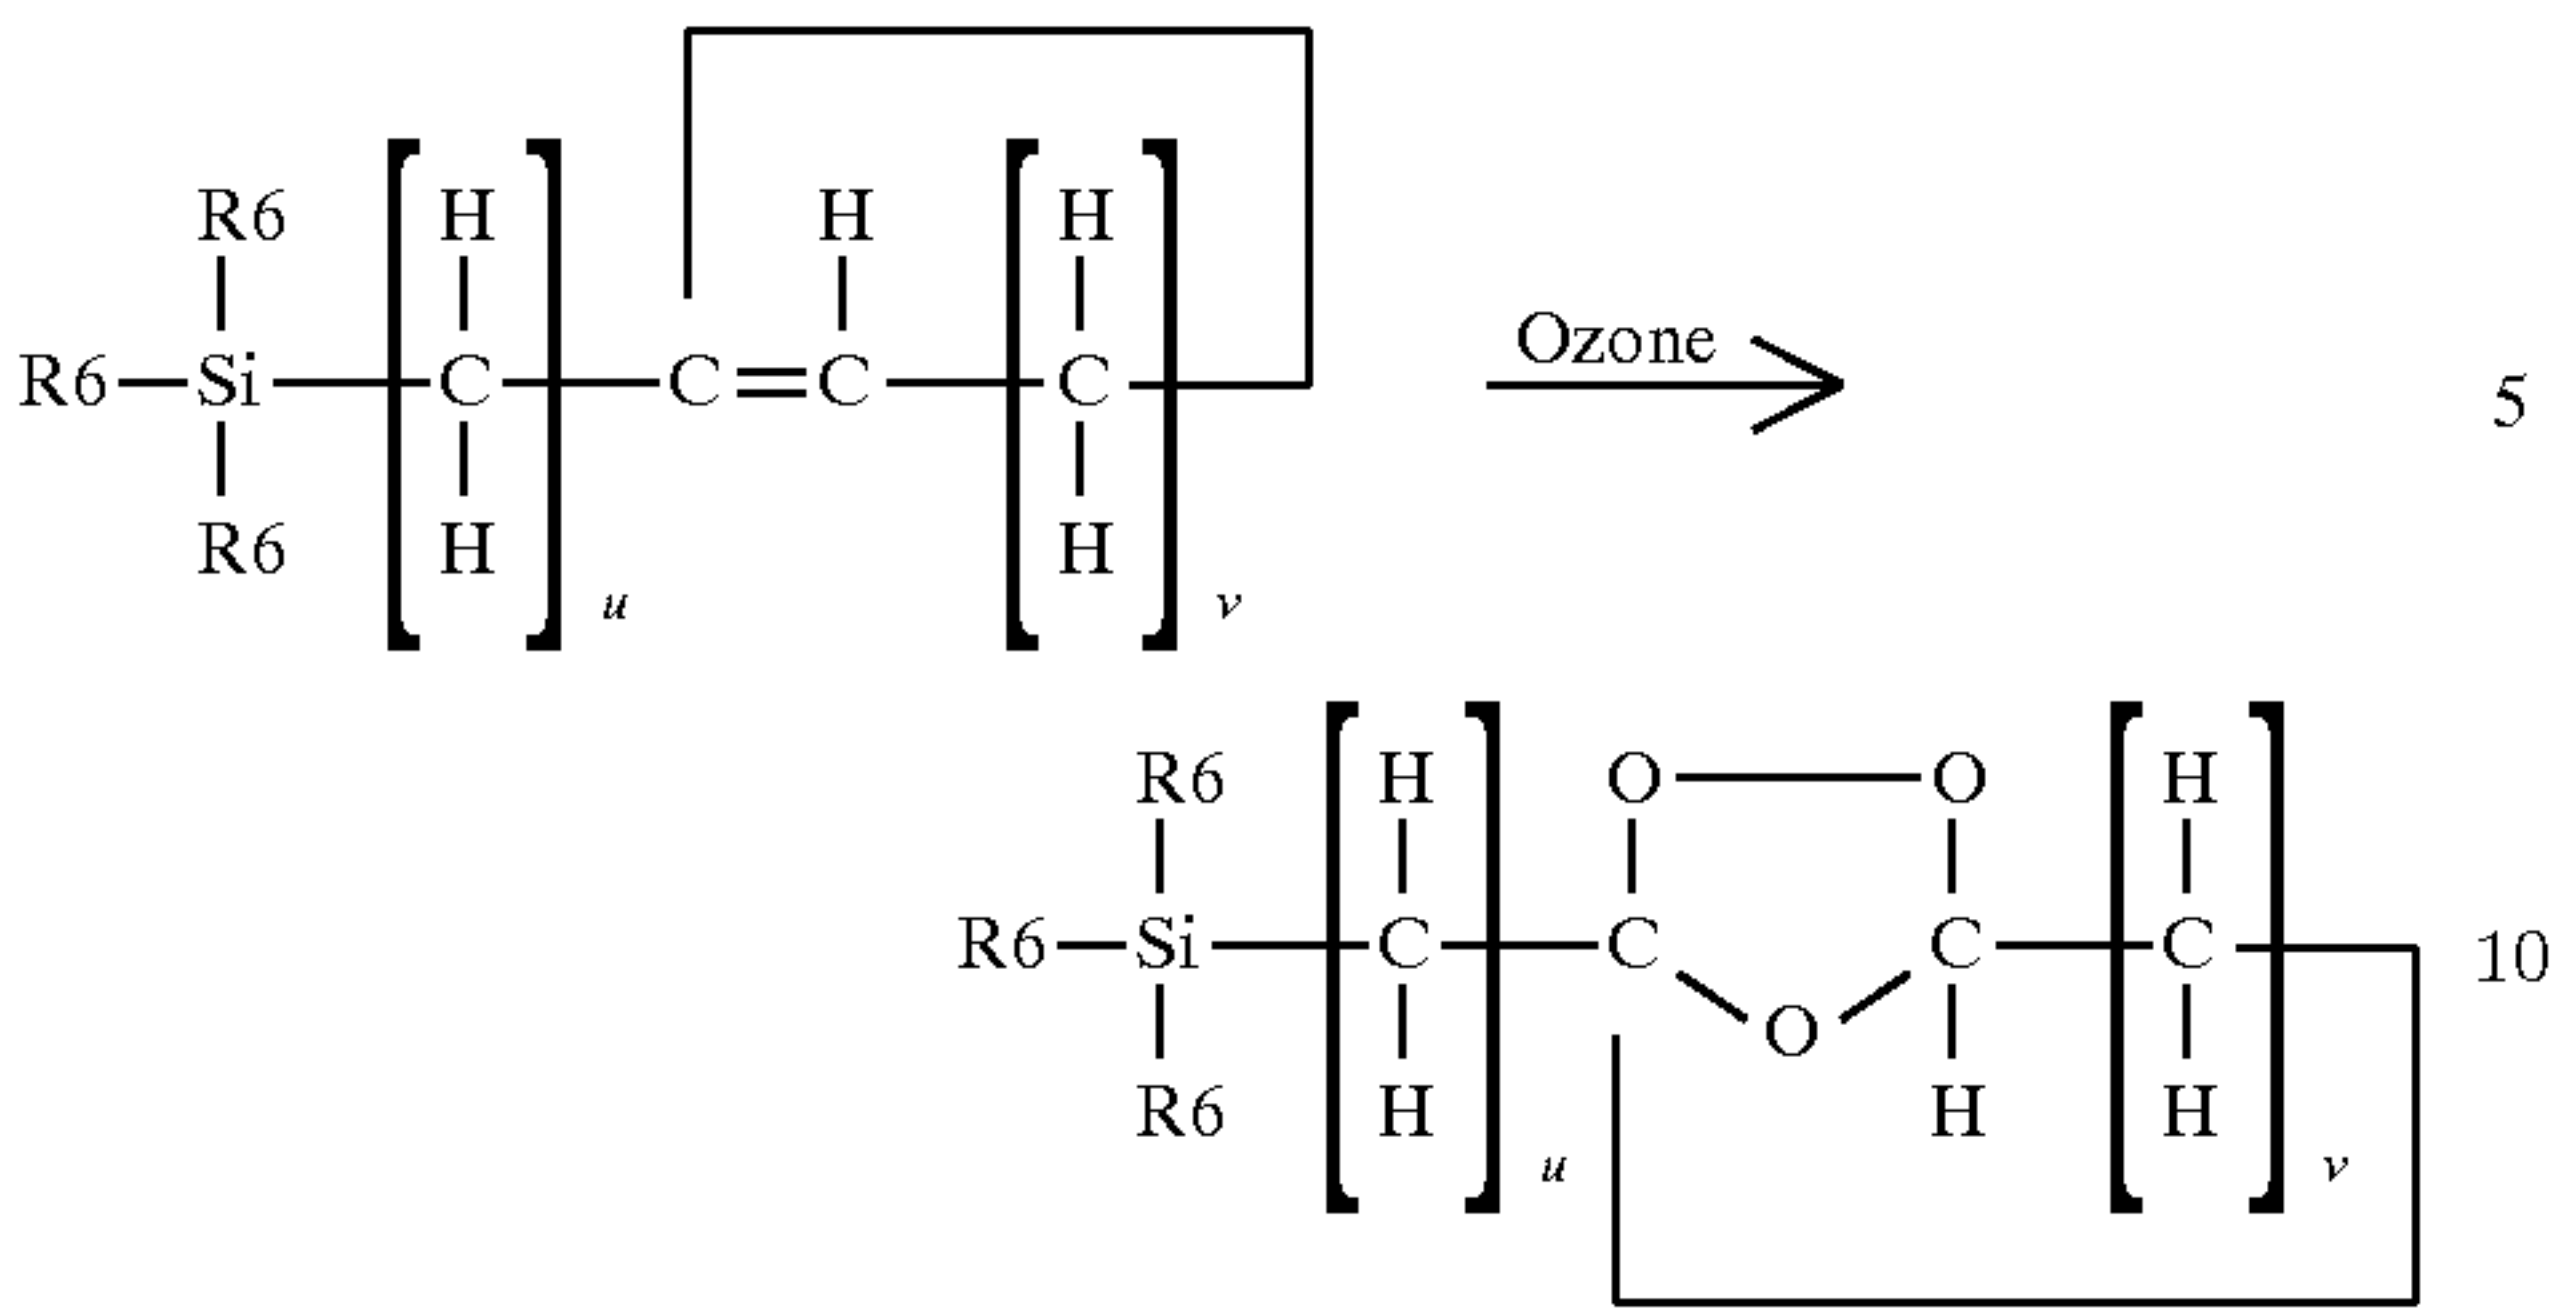 R6 H H H
R6—Si—C—C=C—C Ozone 5
R6 H H
u v
R6 H O—O H
R6—Si—C—C C—C 10
O
R6 H H H
u v